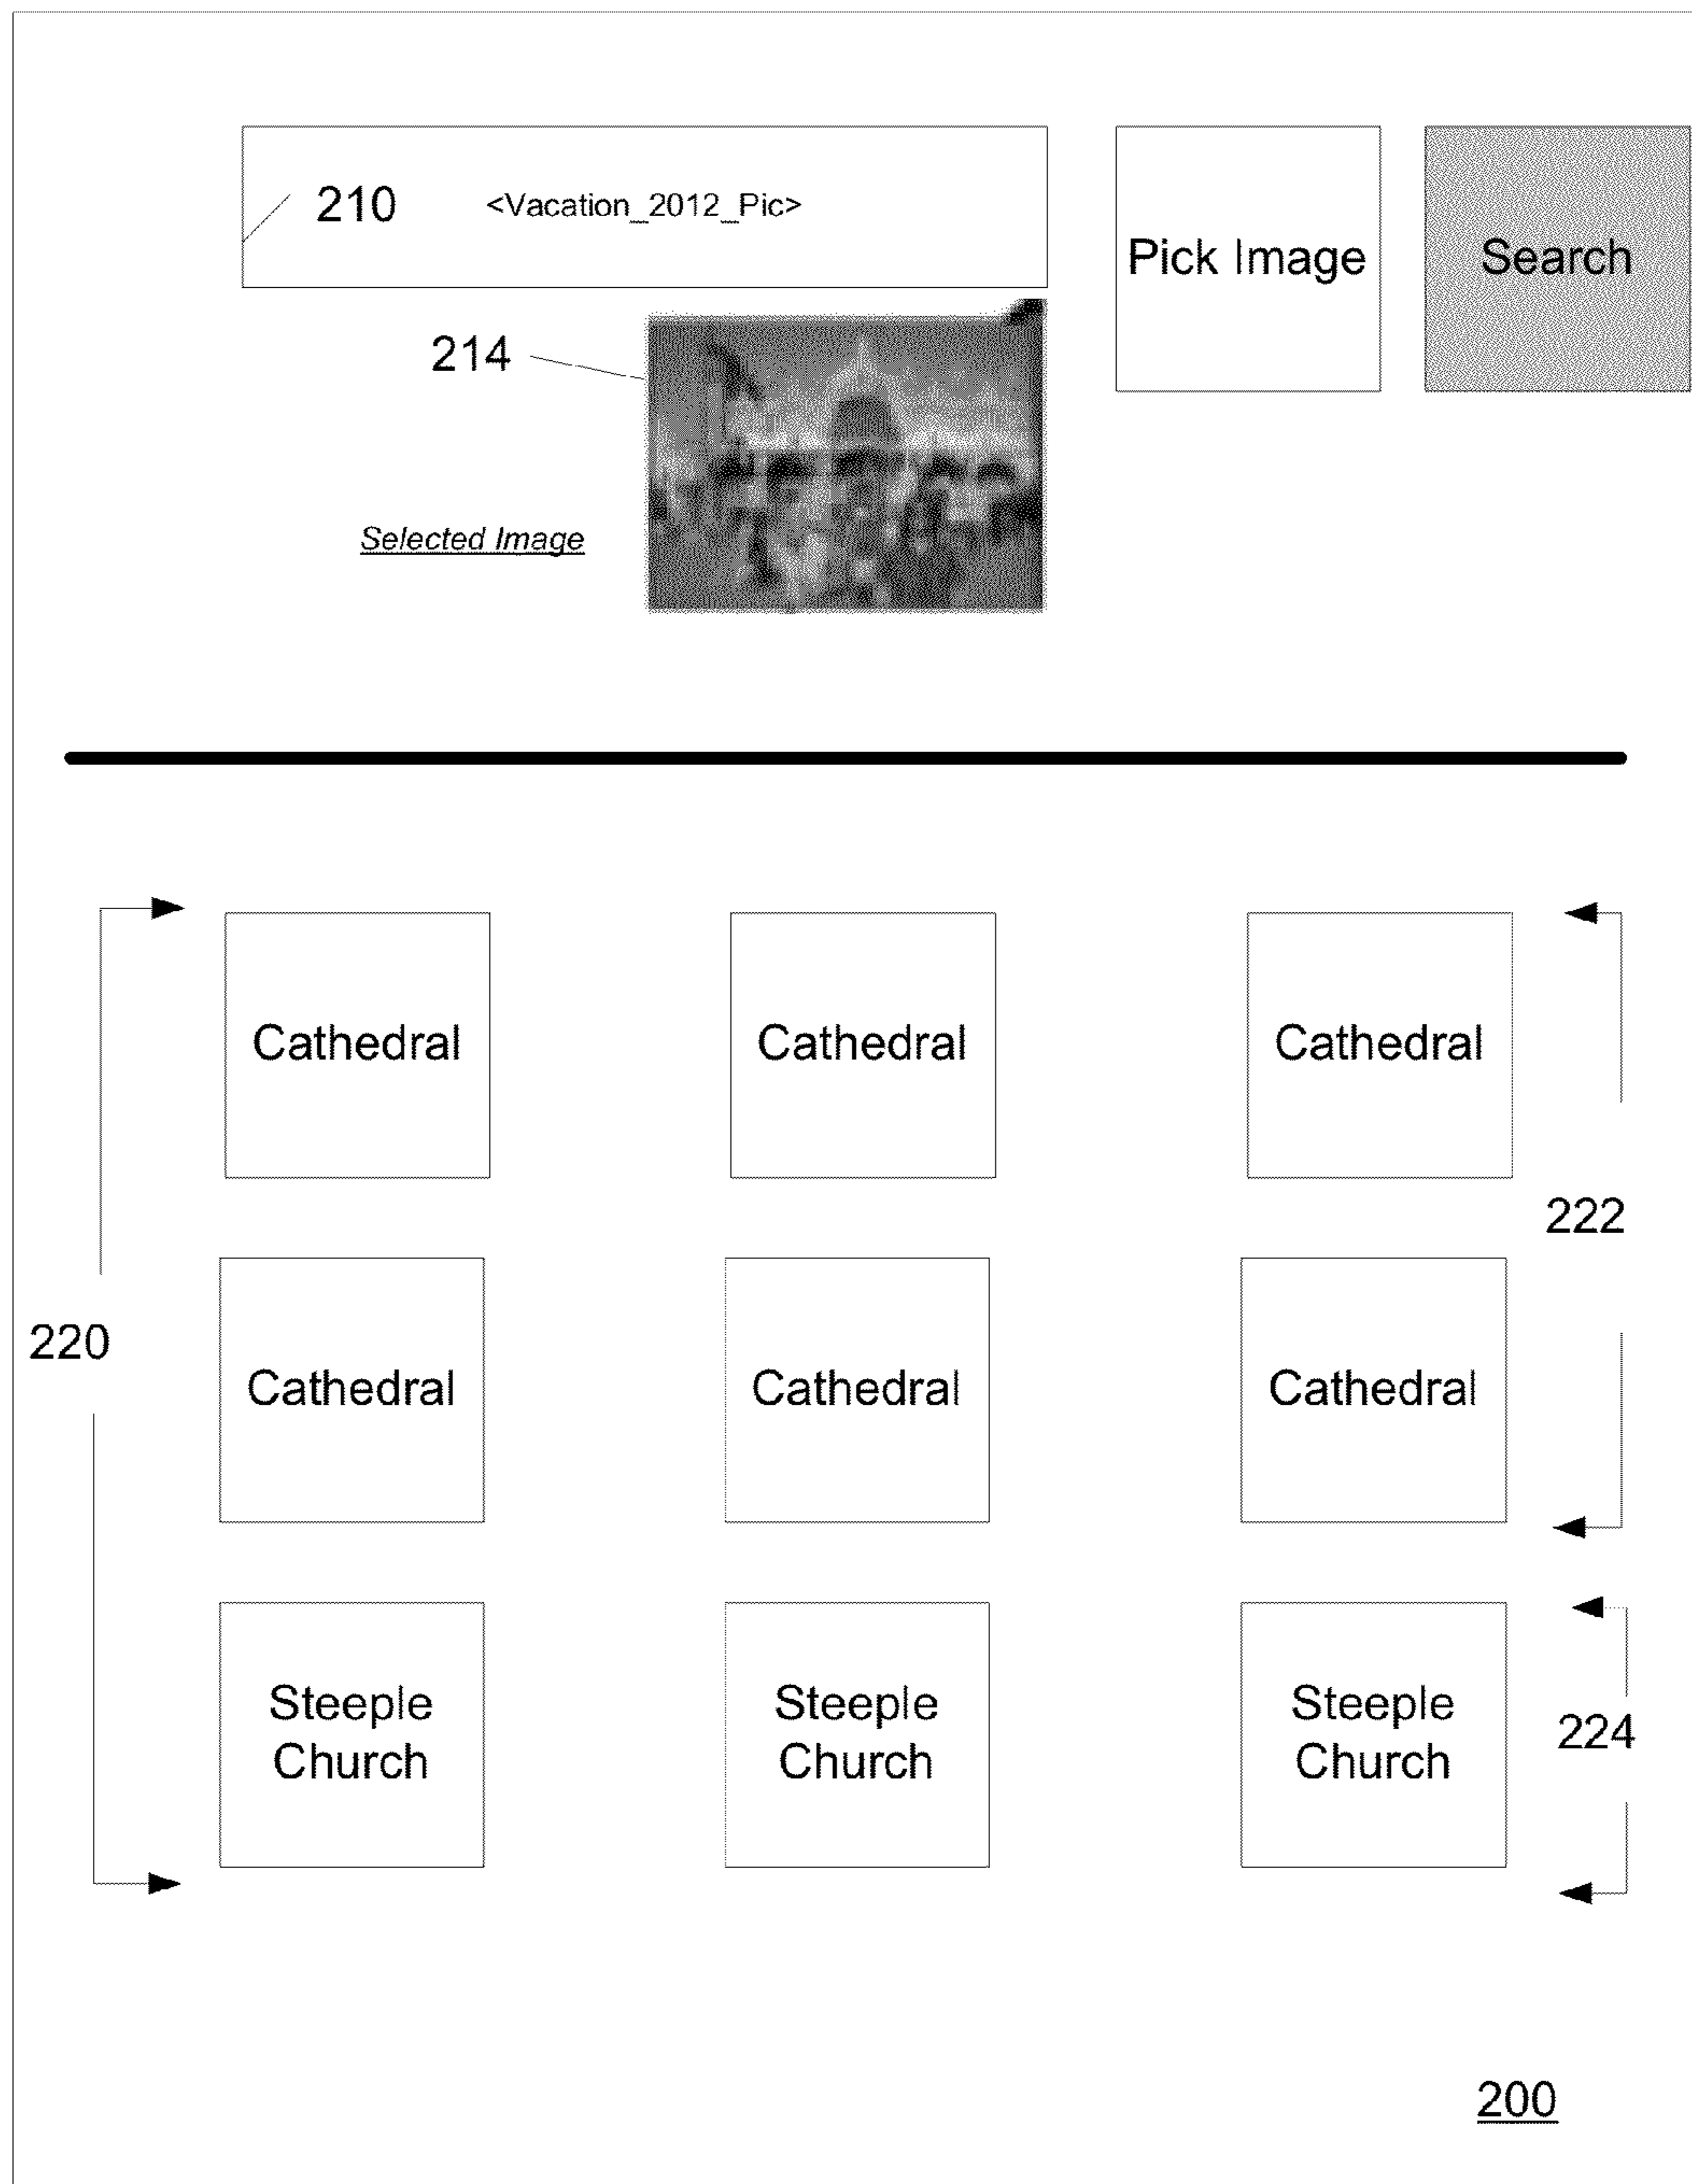 210 <Vacation_2012_Pic>
Pick Image
Search
214
Selected Image
Cathedral Cathedral Cathedral
222
220
Cathedral Cathedral Cathedral
Steeple Steeple Steeple
Church Church Church
224
200